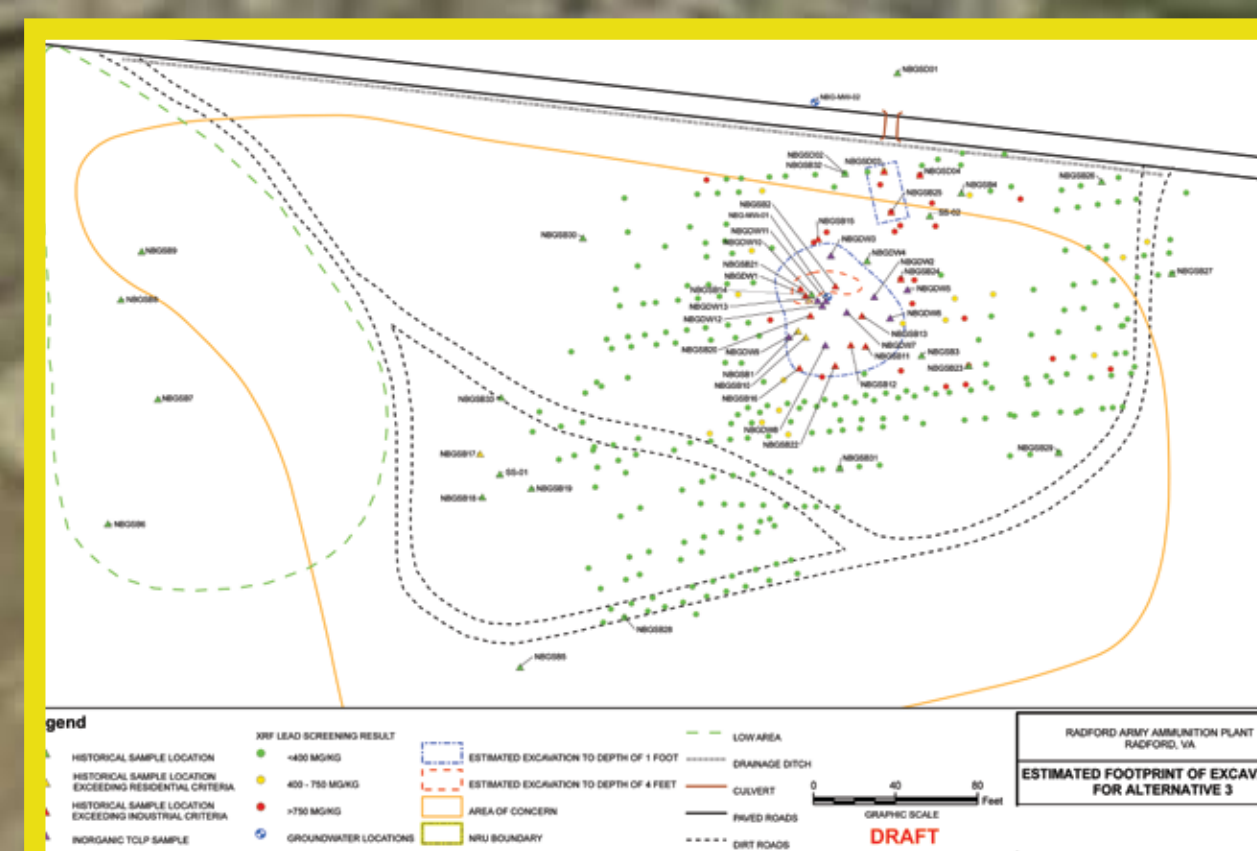 NBGSD01
NBG-MW-02
NBGSD02
NBGSB32
NBGSD03
NBGSD04
NBGSB25
NBGSB4
NBGSB26
SS-02
NBGSB2
NBG-MW-01
NBGDW11
NBGDW10
NBGSB21
NBGDW1
NBGSB14
NBGDW13
NBGDW12
NBGSB20
NBGSB1
NBGSB10
NBGSB16
NBGSB22
NBGSB15
NBGDW3
NBGDW4
NBGDW2
NBGSB24
NBGDW5
NBGSB13
NBGDW7
NBGSB11
NBGSB12
NBGSB3
NBGSB23
NBGSB27
NBGSB30
NBGSB9
NBGSB7
NBGSB6
NBGSB17
SS-01
NBGSB19
NBGSB18
NBGSB31
NBGSB29
NBGSB28
NBGSB5
gend
HISTORICAL SAMPLE LOCATION
HISTORICAL SAMPLE LOCATION
EXCEEDING RESIDENTIAL CRITERIA
HISTORICAL SAMPLE LOCATION
EXCEEDING INDUSTRIAL CRITERIA
INORGANIC TCLP SAMPLE
XRF LEAD SCREENING RESULT
<400 MG/KG
400 - 750 MG/KG
>750 MG/KG
GROUNDWATER LOCATIONS
ESTIMATED EXCAVATION TO DEPTH OF 1 FOOT
ESTIMATED EXCAVATION TO DEPTH OF 4 FEET
AREA OF CONCERN
NRU BOUNDARY
LOW AREA
DRAINAGE DITCH
CULVERT
PAVED ROADS
DIRT ROADS
0 40 80
Feet
GRAPHIC SCALE
DRAFT
RADFORD ARMY AMMUNITION PLANT
RADFORD, VA
ESTIMATED FOOTPRINT OF EXCAVA
FOR ALTERNATIVE 3